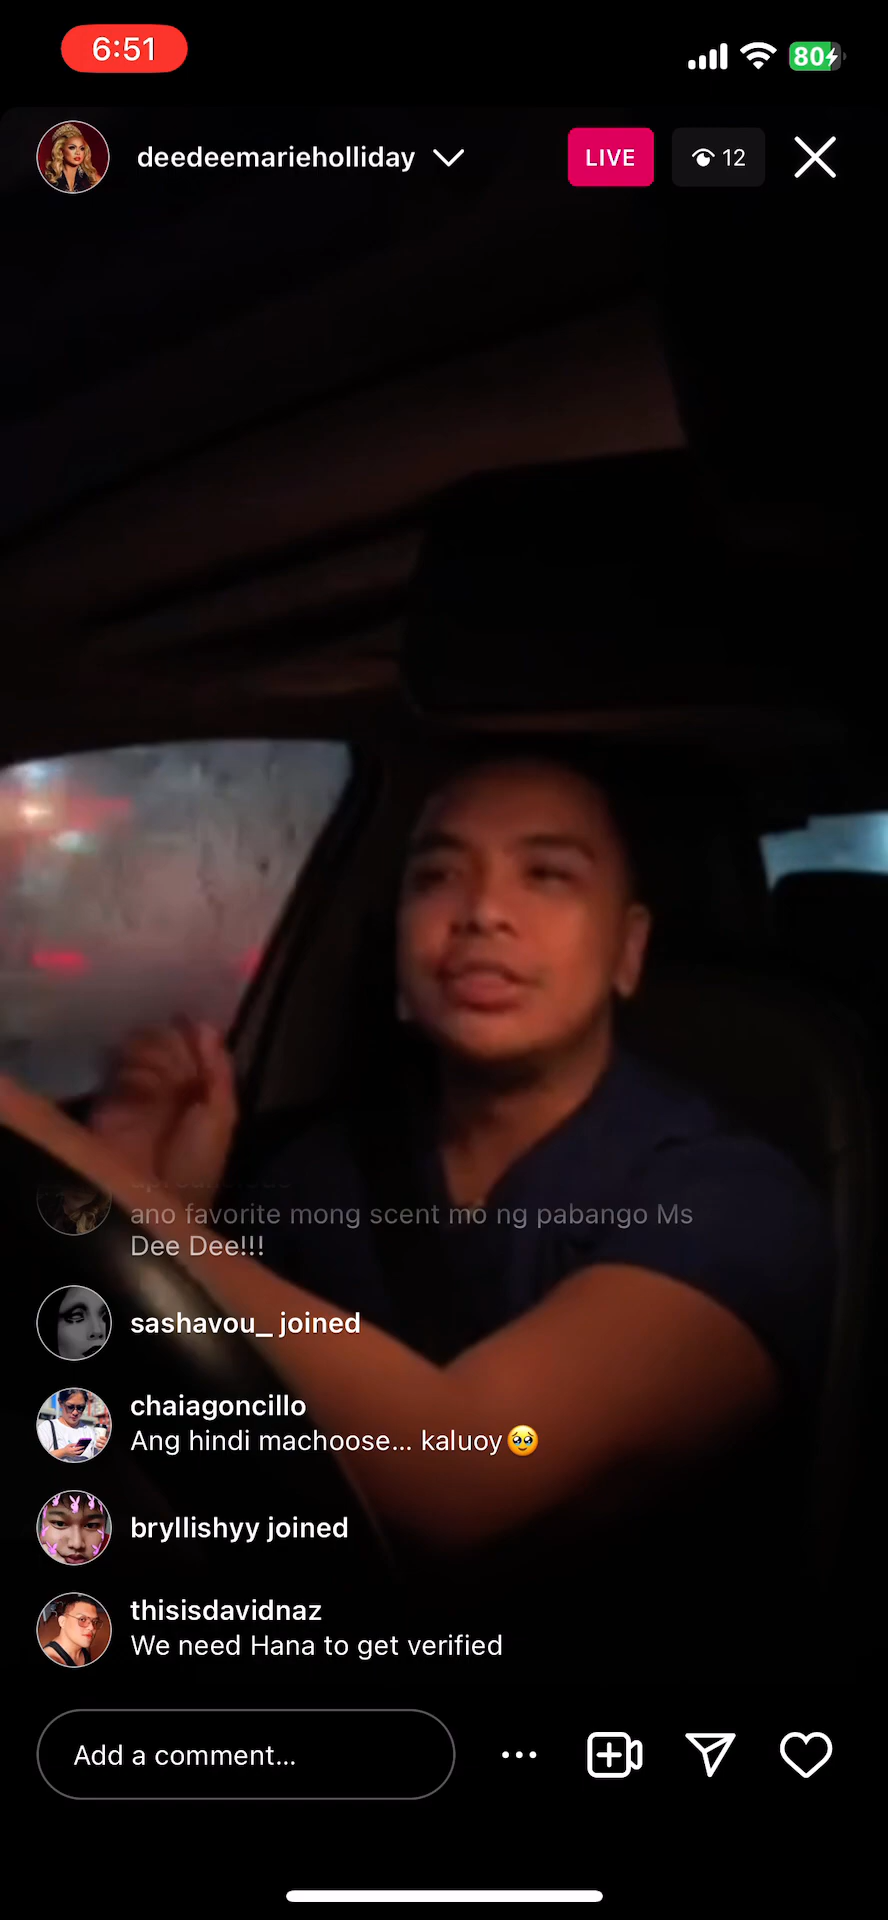 6:51
80
deedeemarieholliday
LIVE
12
ano favorite mong scent mo ng pabango Ms
Dee Dee!!!
sashavou_ joined
chaiagoncillo
Ang hindi machoose... kaluoy🥹
bryllishyy joined
thisisdavidnaz
We need Hana to get verified
Add a comment...